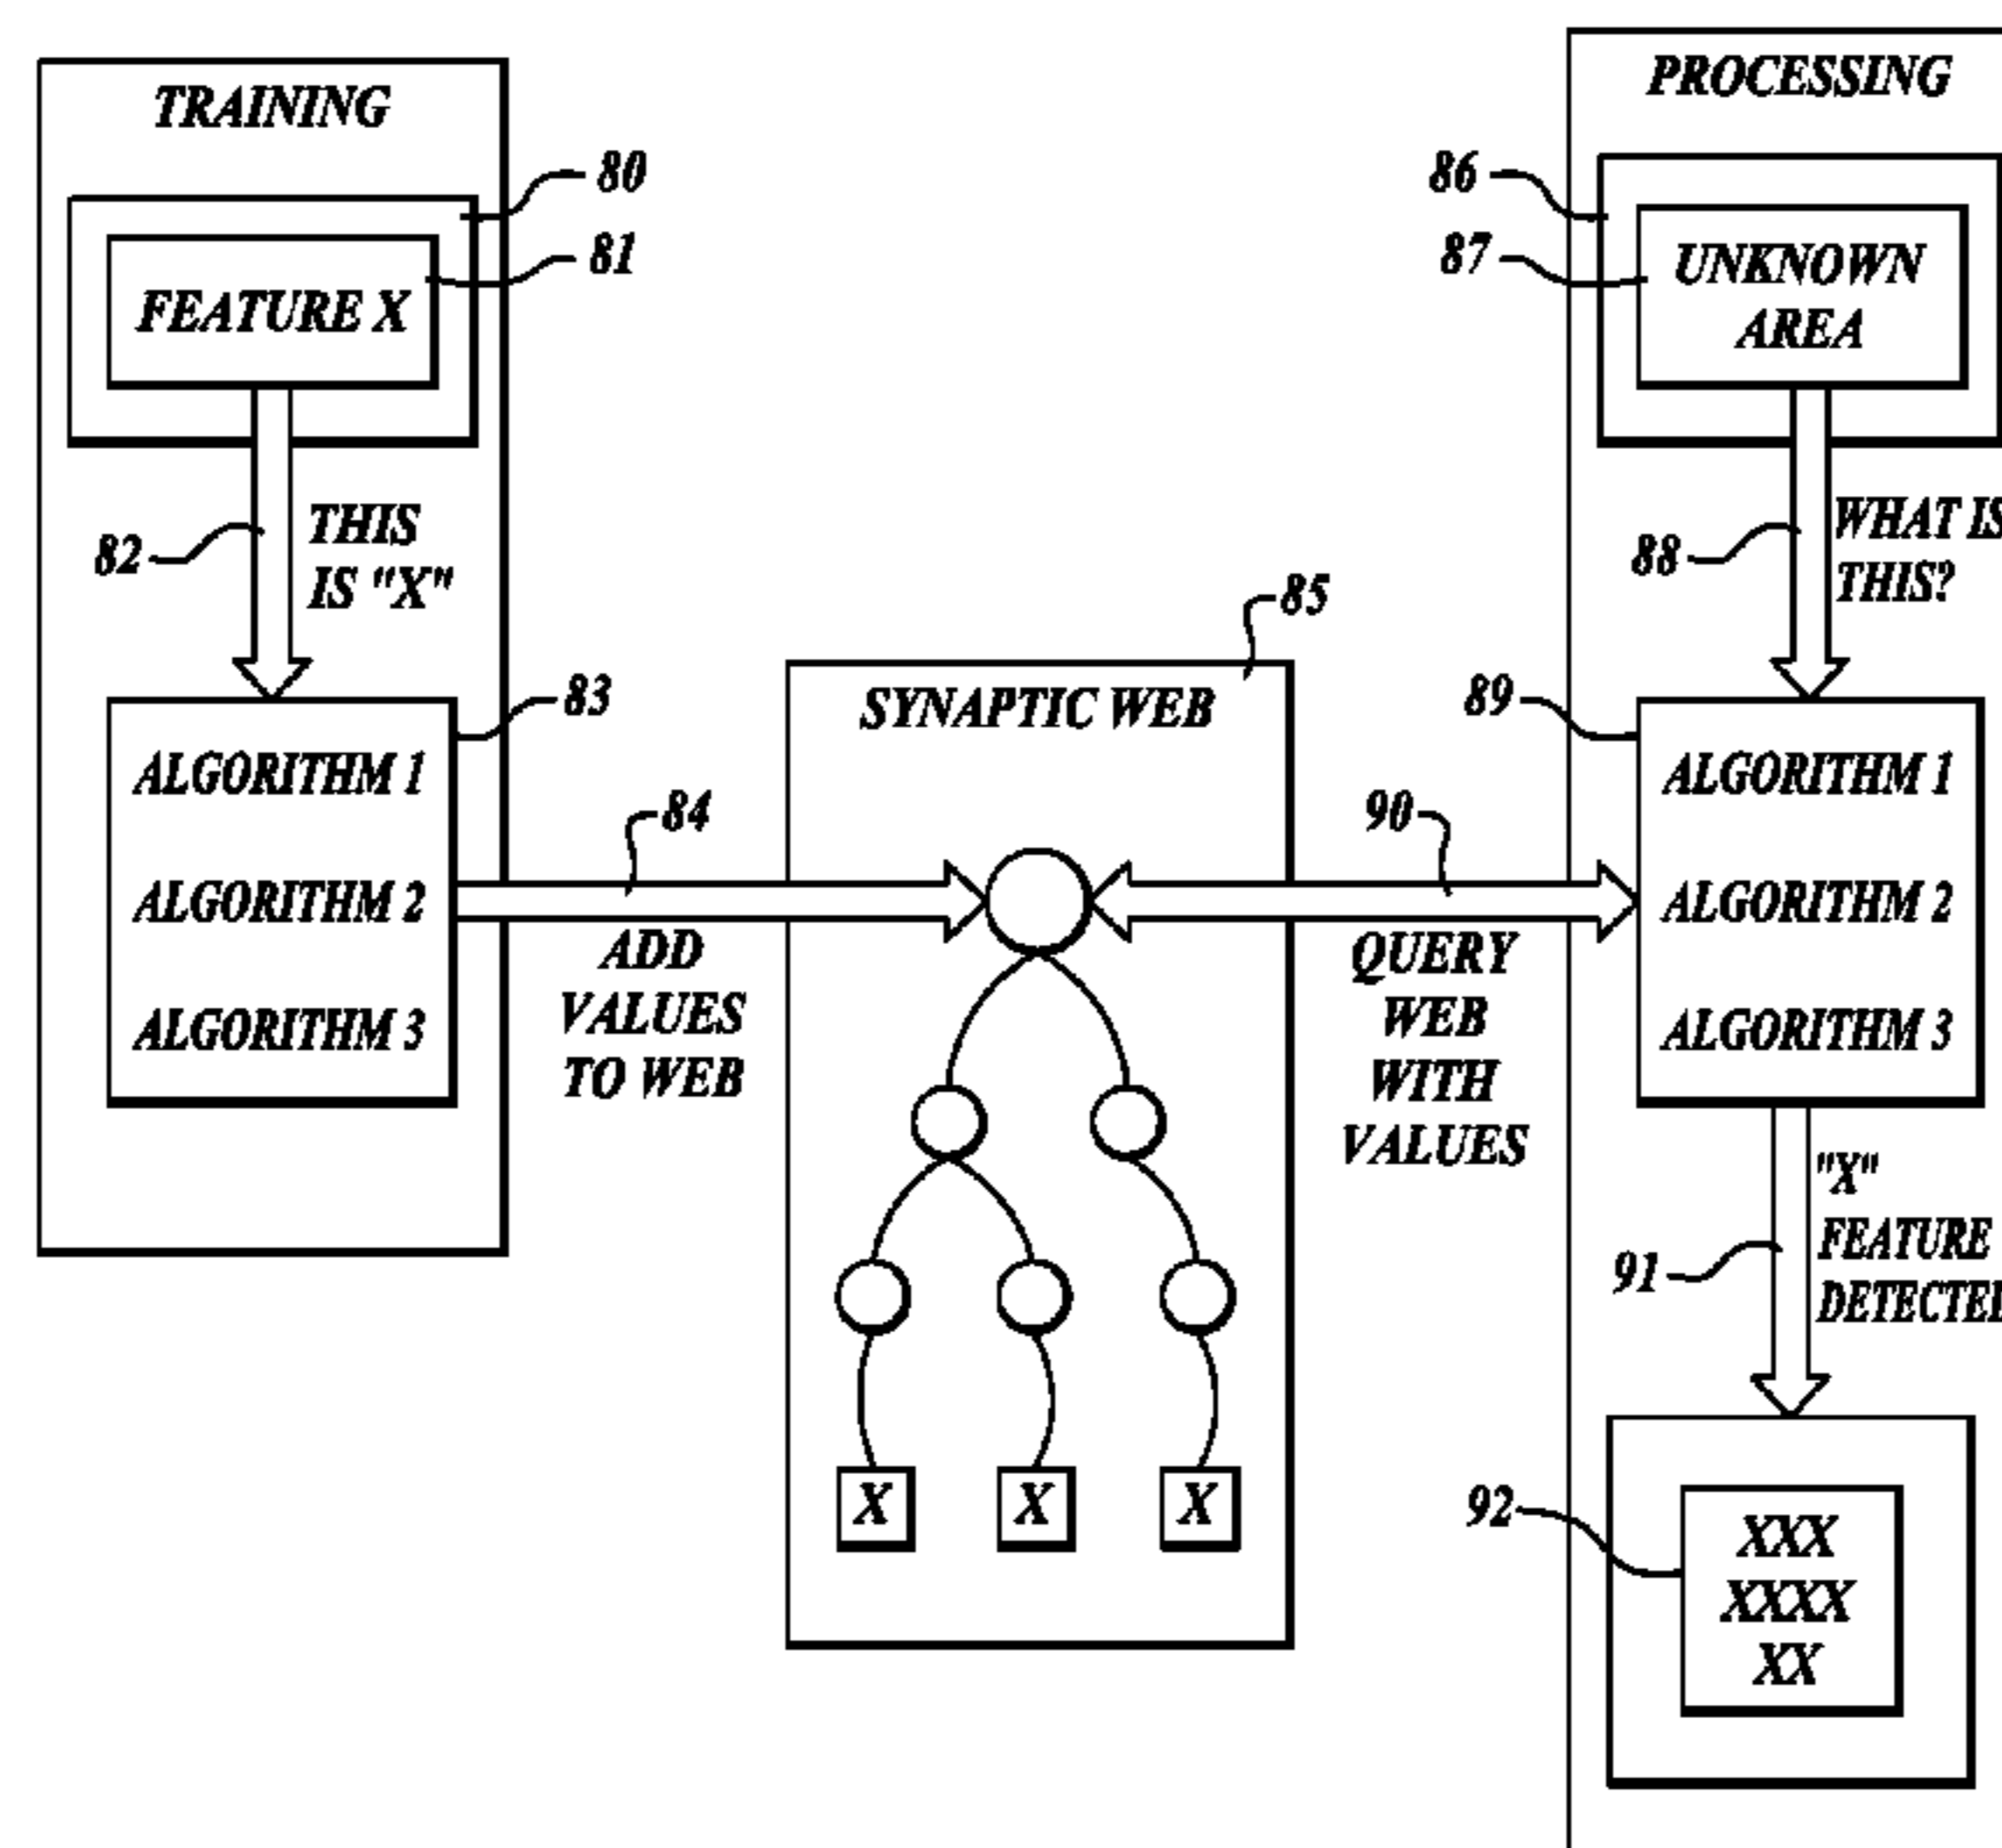 TRAINING
80
81
FEATURE X
82
THIS
IS "X"
83
ALGORITHM 1
ALGORITHM 2
ALGORITHM 3
84
ADD
VALUES
TO WEB
85
SYNAPTIC WEB
X X X
90
QUERY
WEB
WITH
VALUES
PROCESSING
86
87
UNKNOWN
AREA
88
WHAT IS
THIS?
89
ALGORITHM 1
ALGORITHM 2
ALGORITHM 3
91
"X"
FEATURE
92
XXX
XXXX
XX